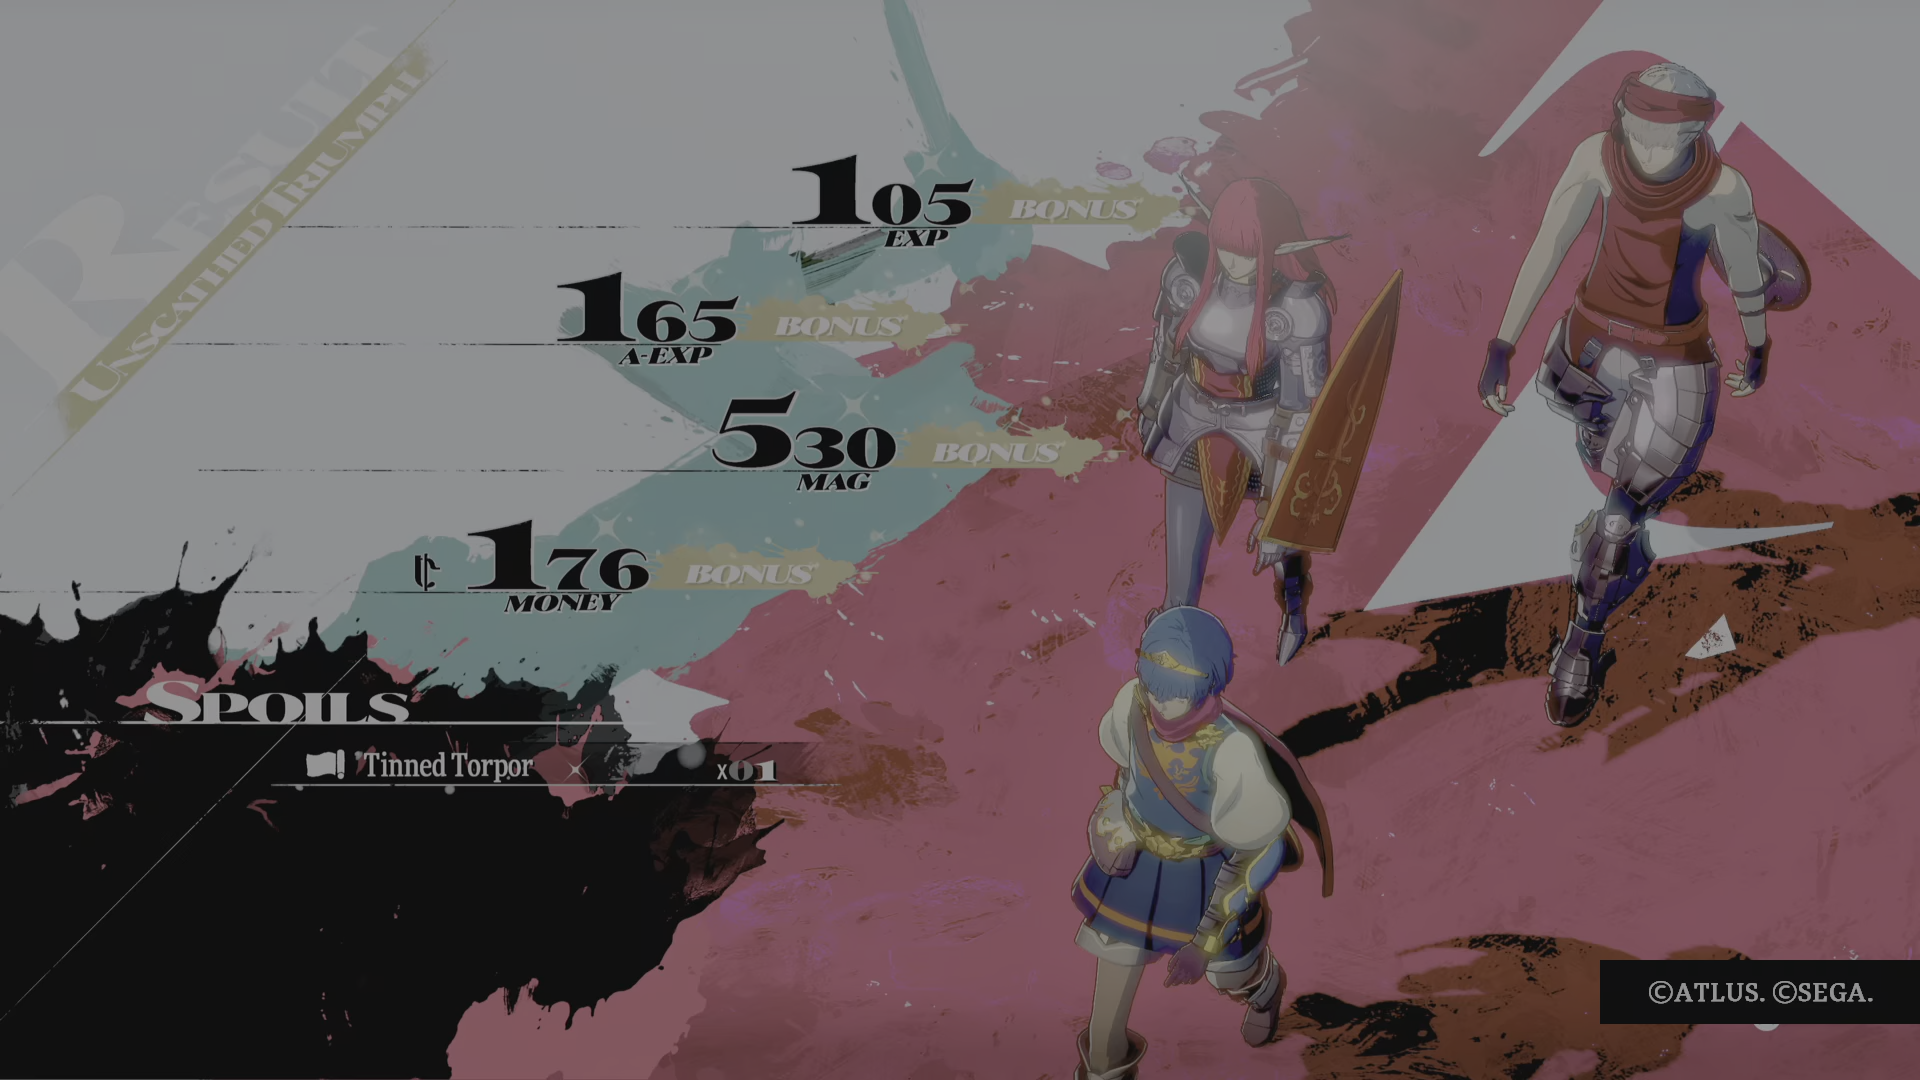 RESULT
UNSCATHED TRIUMPH
105 BONUS
EXP
165 BONUS
A-EXP
530 BONUS
MAG
176 BONUS
MONEY
SPOILS
Tinned Torpor x01
©ATLUS. ©SEGA.